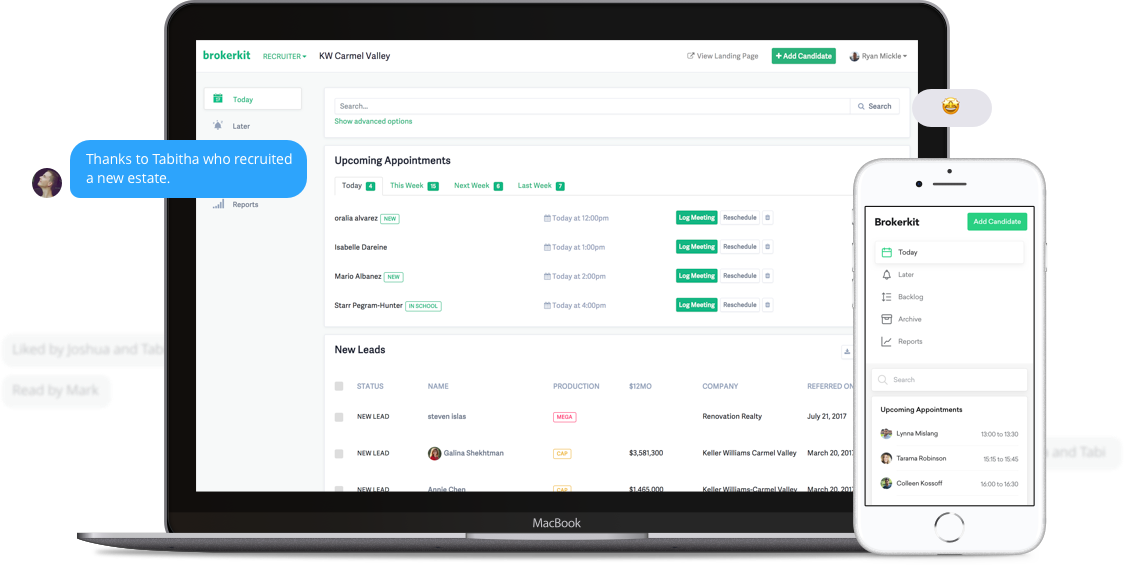 brokerkit
RECRUITER
KW Carmel Valley
View Landing Page
+ Add Candidate
Ryan Mickle
Today
Later
Thanks to Tabitha who recruited
a new estate.
Reports
Search...
Search
Show advanced options
Upcoming Appointments
Today 4
This Week 15
Next Week 6
Last Week 7
oralia alvarez NEW Today at 12:00pm Log Meeting Reschedule
Isabelle Dareine Today at 1:00pm Log Meeting Reschedule
Mario Albanez NEW Today at 2:00pm Log Meeting Reschedule
Starr Pegram-Hunter IN SCHOOL Today at 4:00pm Log Meeting Reschedule
New Leads
STATUS NAME PRODUCTION $12MO COMPANY REFERRED ON
NEW LEAD steven islas MEGA Renovation Realty July 21, 2017
NEW LEAD Galina Shekhtman CAP $3,581,300 Keller Williams Carmel Valley March 20, 2017
NEW LEAD Annie Chen CAP $1,465,000 Keller Williams-Carmel Valley March 20, 2017
MacBook
Liked by Joshua and Tabi
Read by Mark
Brokerkit
Add Candidate
Today
Later
Backlog
Archive
Reports
Search
Upcoming Appointments
Lynna Mislang 13:00 to 13:30
Tarama Robinson 15:15 to 15:45
Colleen Kossoff 16:00 to 16:30
and Tabi